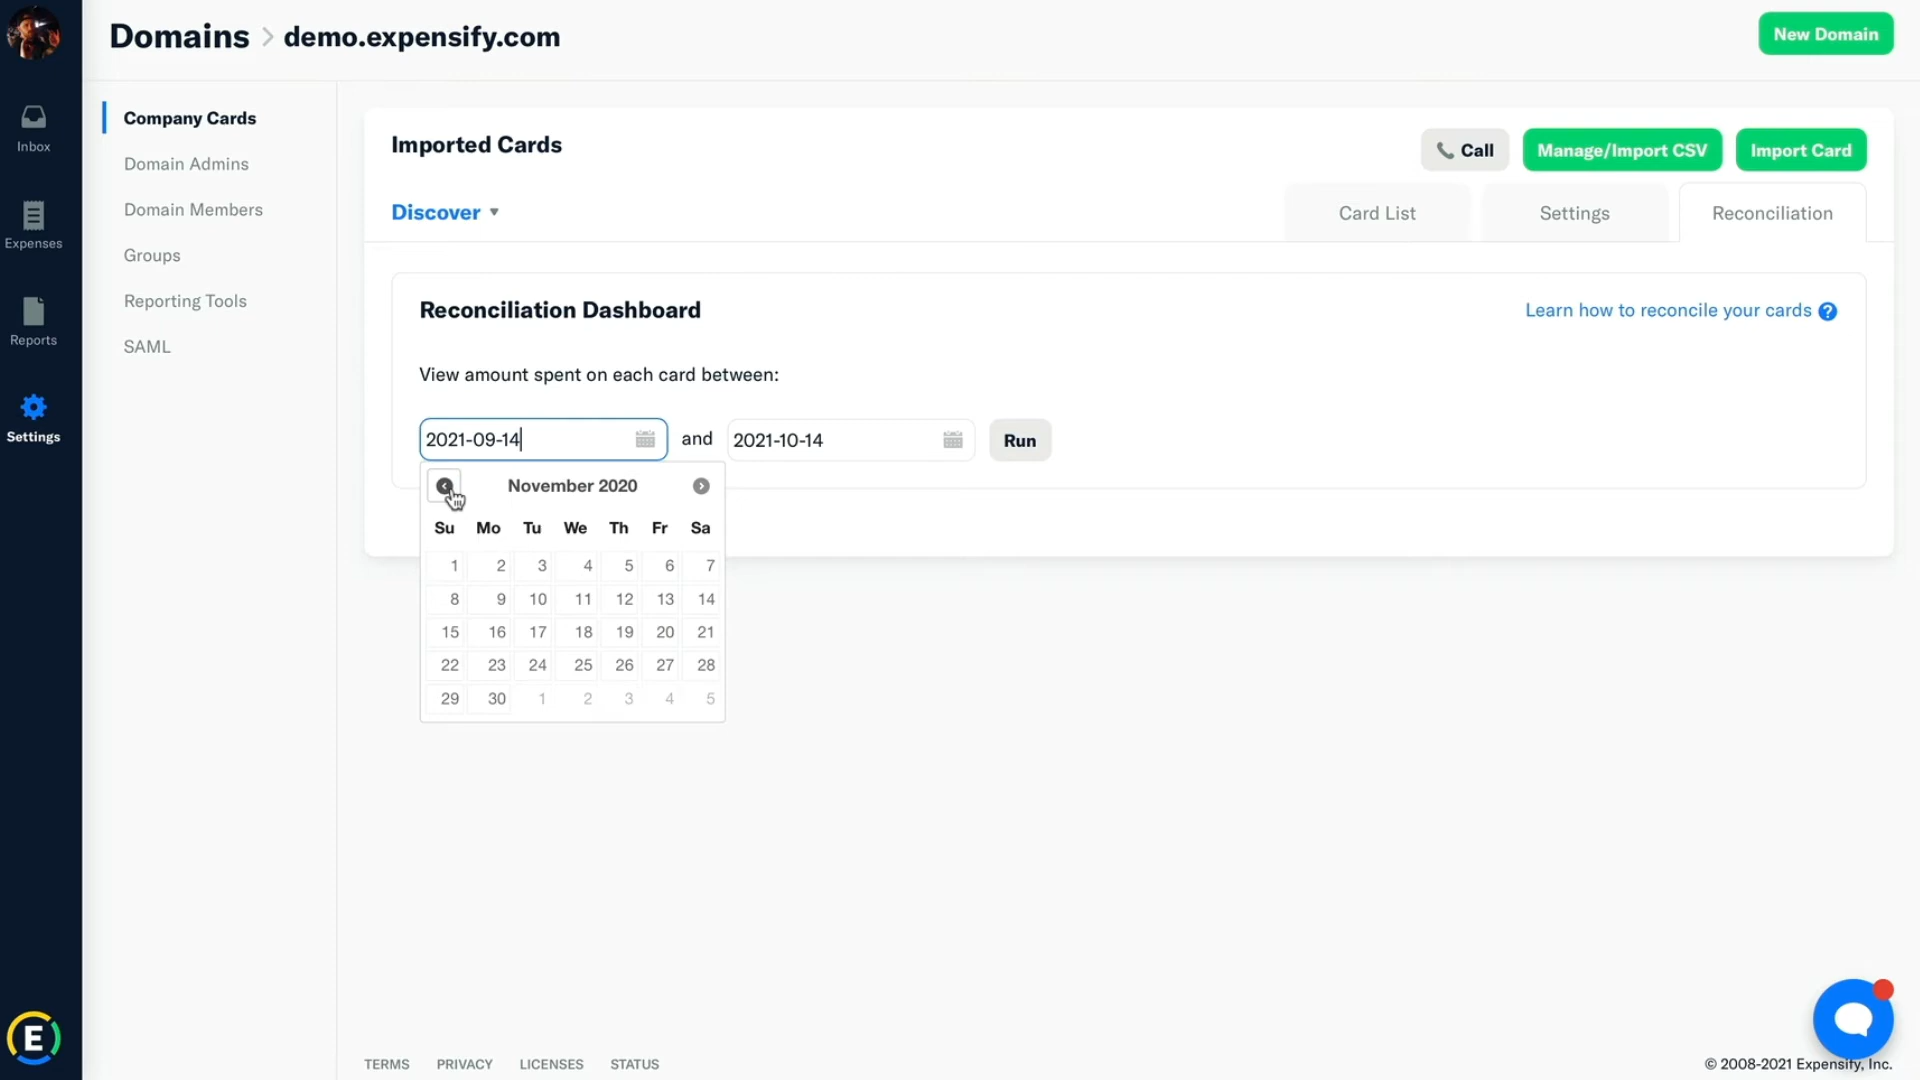 Domains > demo.expensify.com
New Domain
Inbox
Expenses
Reports
Settings
E
Company Cards
Domain Admins
Domain Members
Groups
Reporting Tools
SAML
Imported Cards
Call
Manage/Import CSV
Import Card
Discover
Card List
Settings
Reconciliation
Reconciliation Dashboard
Learn how to reconcile your cards ?
View amount spent on each card between:
2021-09-14 and 2021-10-14 Run
November 2020
Su Mo Tu We Th Fr Sa
1 2 3 4 5 6 7
8 9 10 11 12 13 14
15 16 17 18 19 20 21
22 23 24 25 26 27 28
29 30 1 2 3 4 5
TERMS PRIVACY LICENSES STATUS
© 2008-2021 Expensify, Inc.